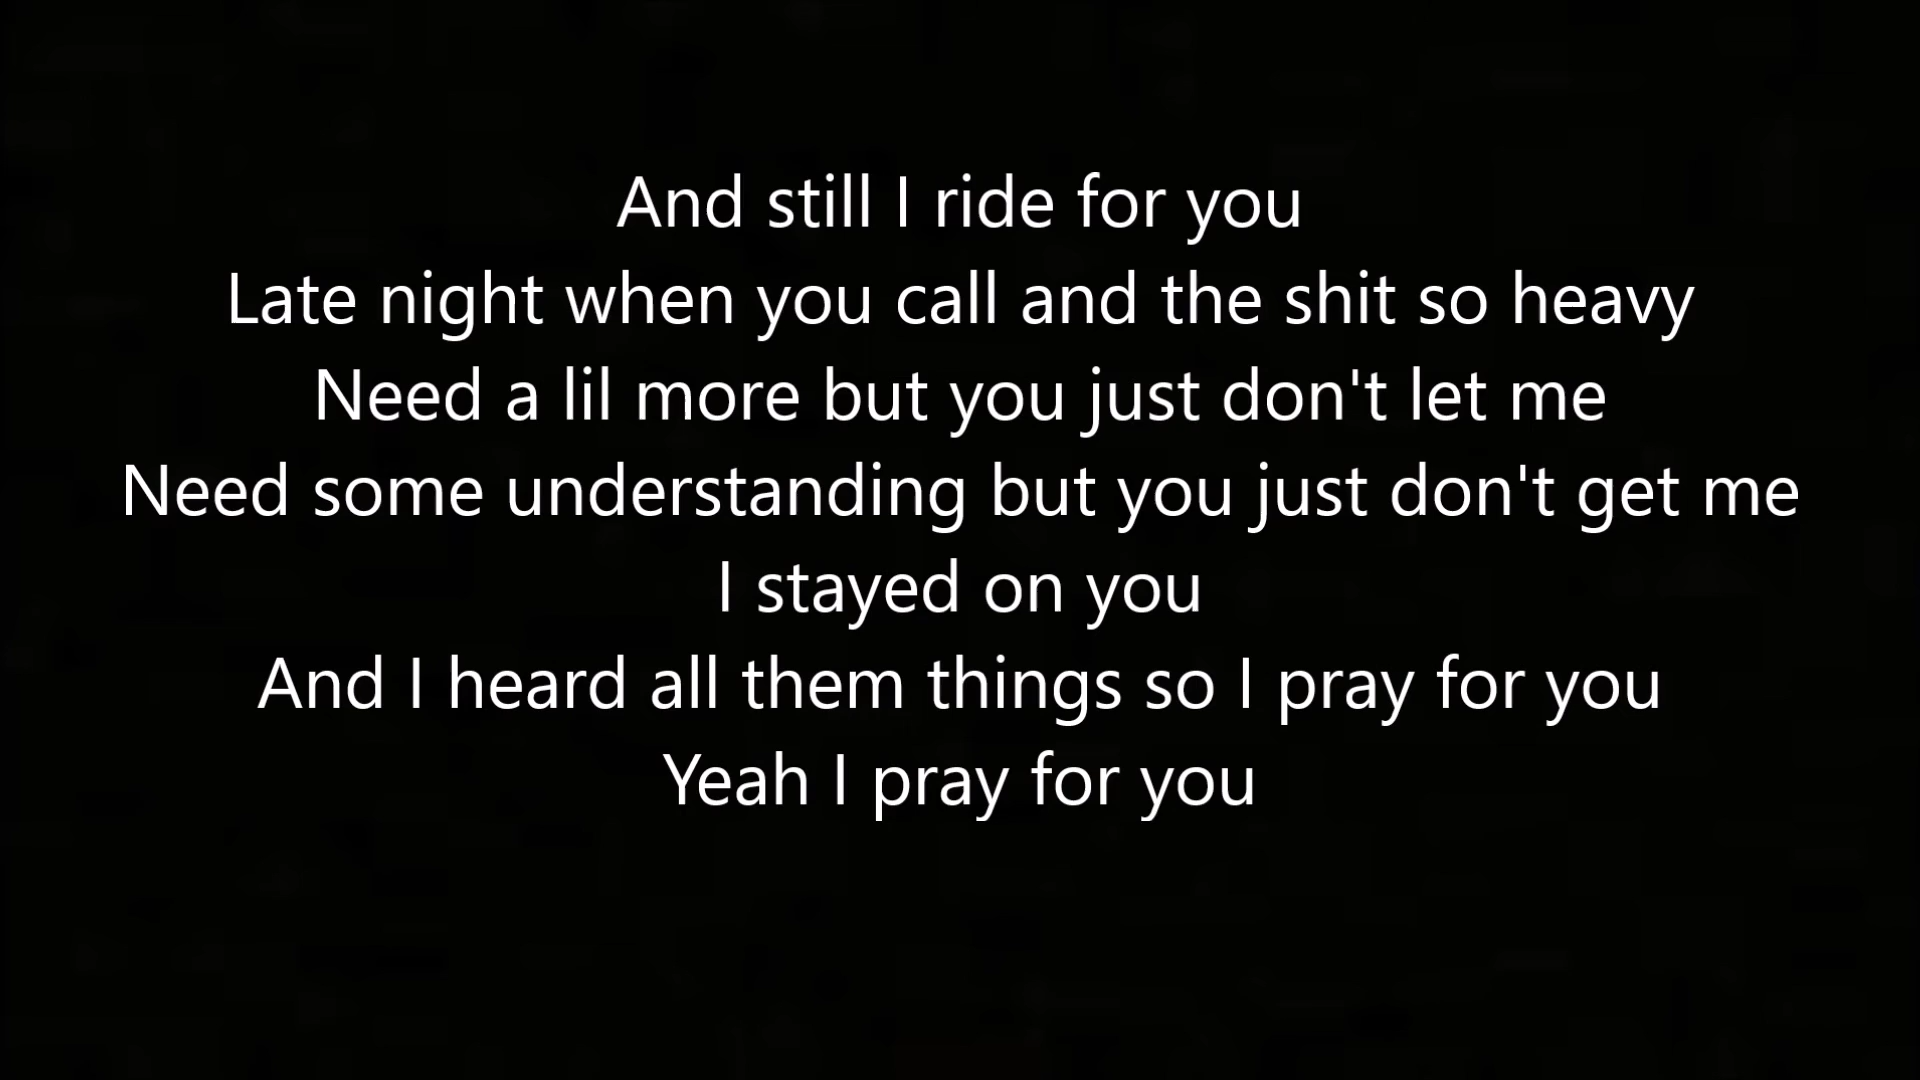 And still I ride for you
Late night when you call and the shit so heavy
Need a lil more but you just don't let me
Need some understanding but you just don't get me
I stayed on you
And I heard all them things so I pray for you
Yeah I pray for you